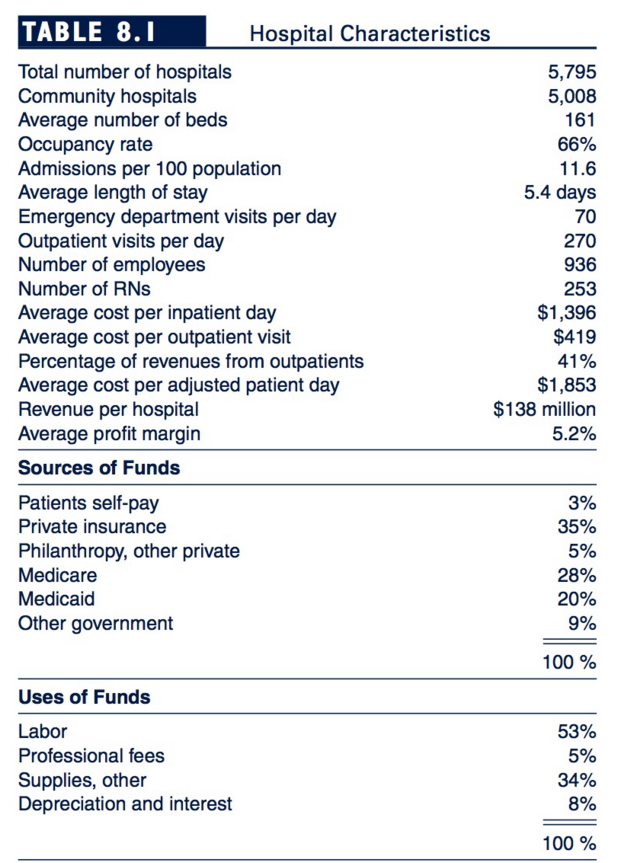 TABLE 8.1 Hospital Characteristics
Total number of hospitals 5,795
Community hospitals 5,008
Average number of beds 161
Occupancy rate 66%
Admissions per 100 population 11.6
Average length of stay 5.4 days
Emergency department visits per day 70
Outpatient visits per day 270
Number of employees 936
Number of RNs 253
Average cost per inpatient day $1,396
Average cost per outpatient visit $419
Percentage of revenues from outpatients 41%
Average cost per adjusted patient day $1,853
Revenue per hospital $138 million
Average profit margin 5.2%
Sources of Funds
Patients self-pay 3%
Private insurance 35%
Philanthropy, other private 5%
Medicare 28%
Medicaid 20%
Other government 9%
100 %
Uses of Funds
Labor 53%
Professional fees 5%
Supplies, other 34%
Depreciation and interest 8%
100 %